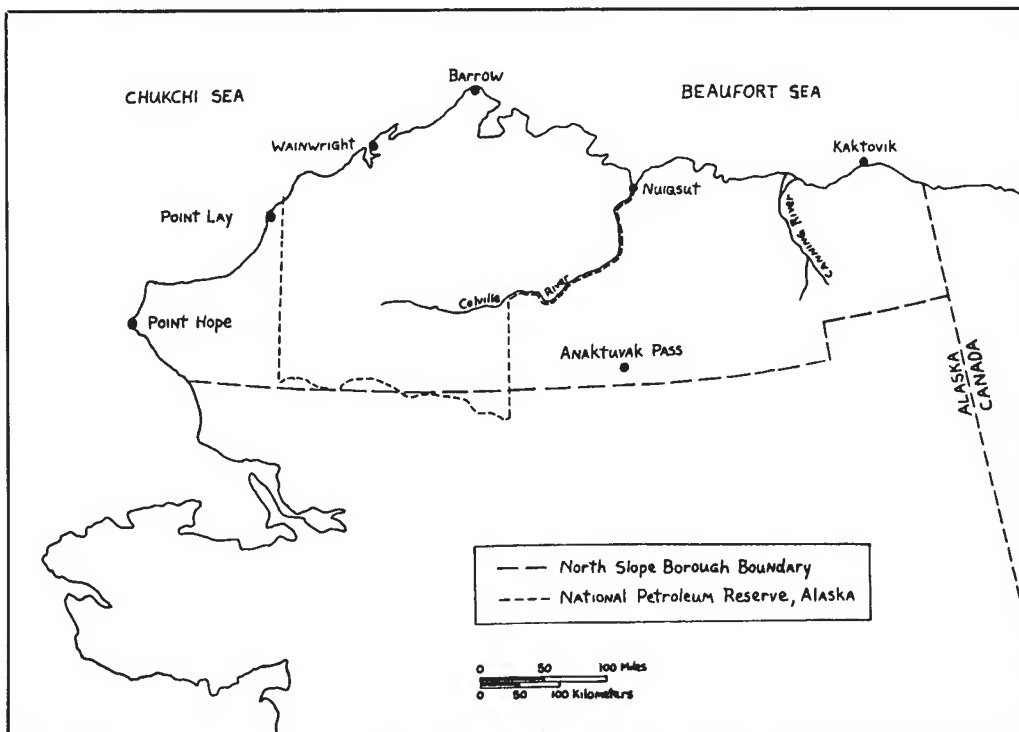 CHUKCHI SEA
BARROW
BEAUFORT SEA
WAINWRIGHT
KAKTOVIK
NUIQSUT
POINT LAY
CANNING RIVER
Colville River
POINT HOPE
ANAKTUVAK PASS
ALASKA
CANADA
North Slope Borough Boundary
National Petroleum Reserve, Alaska
0 50 100 Miles
0 50 100 Kilometers